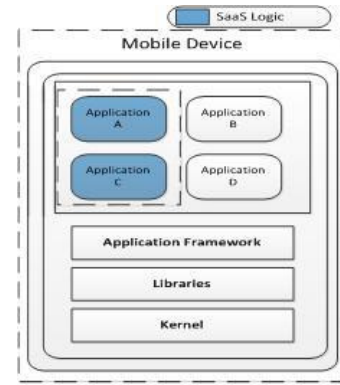 SaaS Logic
Mobile Device
Application
A
Application
B
Application
C
Application
D
Application Framework
Libraries
Kernel